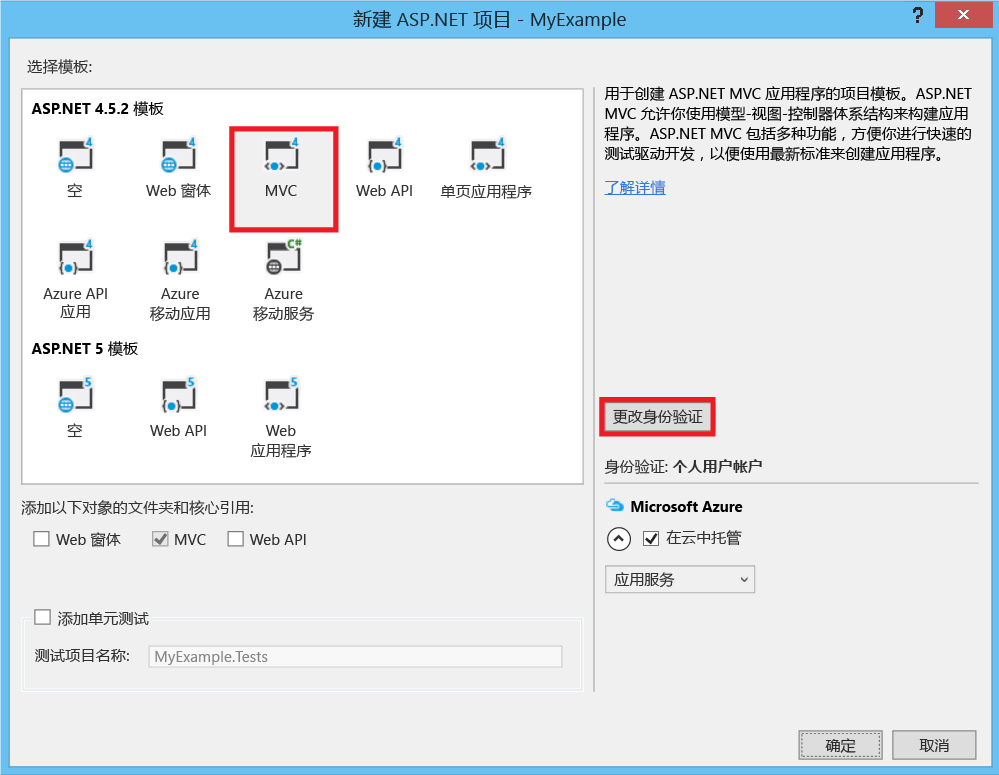 新建 ASP.NET 项目 - MyExample
?
选择模板:
ASP.NET 4.5.2 模板
4
空
4
Web 窗体
4
MVC
4
Web API
4
单页应用程序
4
Azure API
应用
4
Azure
移动应用
C#
Azure
移动服务
ASP.NET 5 模板
5
空
5
Web API
5
Web
应用程序
添加以下对象的文件夹和核心引用:
Web 窗体
MVC
Web API
添加单元测试
测试项目名称:
MyExample.Tests
用于创建 ASP.NET MVC 应用程序的项目模板。ASP.NET
MVC 允许你使用模型-视图-控制器体系结构来构建应用
程序。ASP.NET MVC 包括多种功能，方便你进行快速的
测试驱动开发，以便使用最新标准来创建应用程序。
了解详情
更改身份验证
身份验证: 个人用户帐户
Microsoft Azure
在云中托管
应用服务
确定
取消